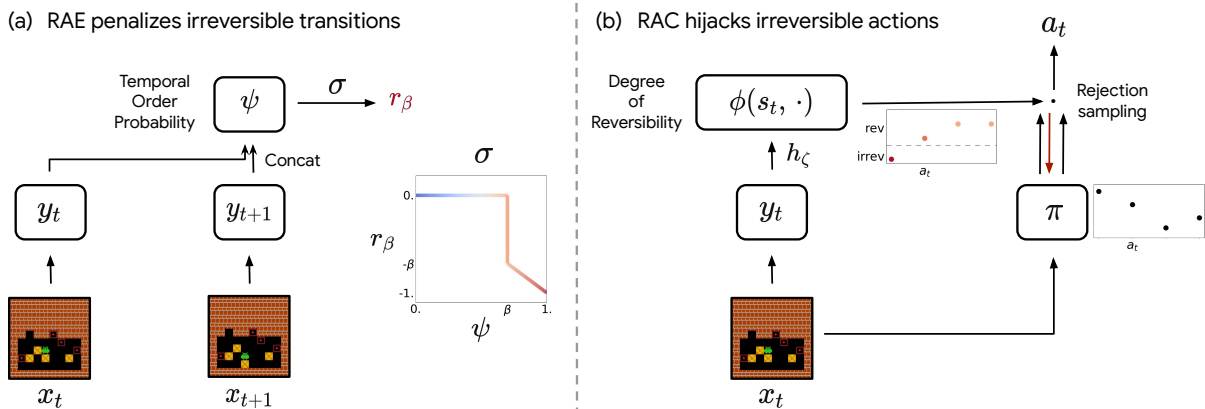 (a) RAE penalizes irreversible transitions
Temporal
Order
Probability
ψ
σ
r_β
Concat
y_t
y_{t+1}
σ
0.
r_β
-β
-1.
0.
β
1.
ψ
x_t
x_{t+1}
(b) RAC hijacks irreversible actions
a_t
Degree
of
Reversibility
ϕ(s_t, ·)
Rejection
sampling
rev
irrev
a_t
h_ζ
y_t
π
a_t
x_t